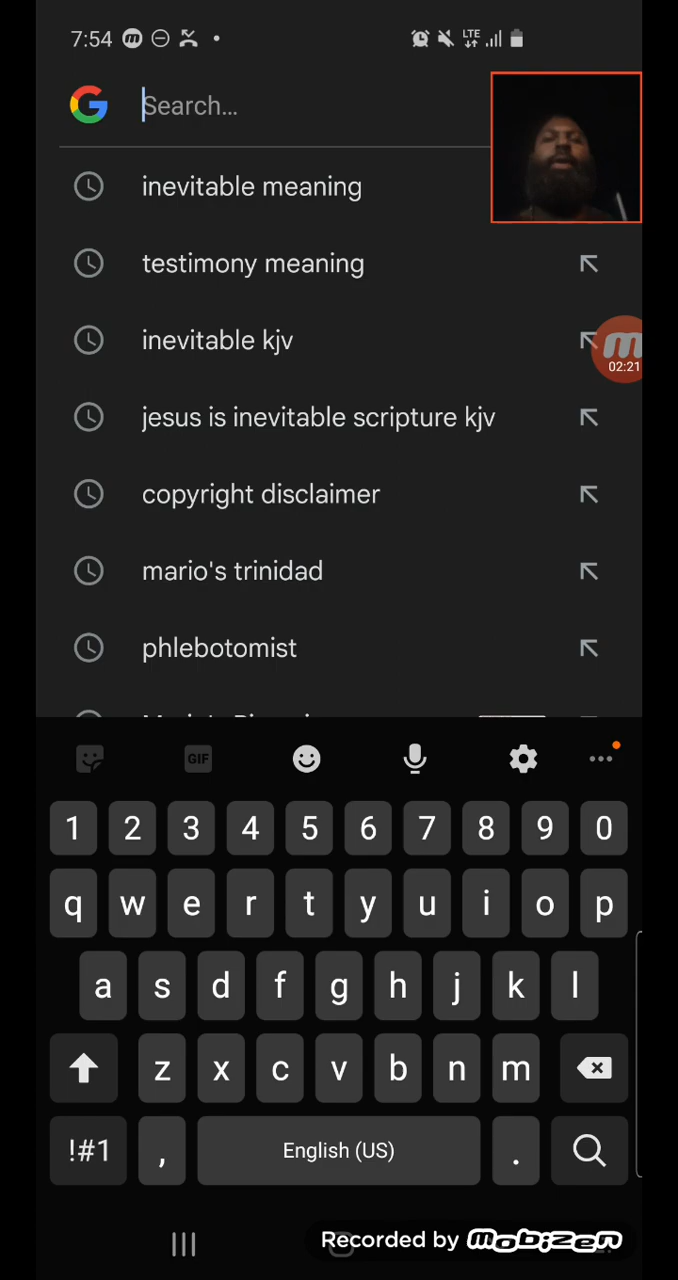 7:54
LTE
Search...
inevitable meaning
testimony meaning
inevitable kjv
02:21
jesus is inevitable scripture kjv
copyright disclaimer
mario's trinidad
phlebotomist
GIF
1 2 3 4 5 6 7 8 9 0
q w e r t y u i o p
a s d f g h j k l
z x c v b n m
!#1 , English (US) .
Recorded by mobizen